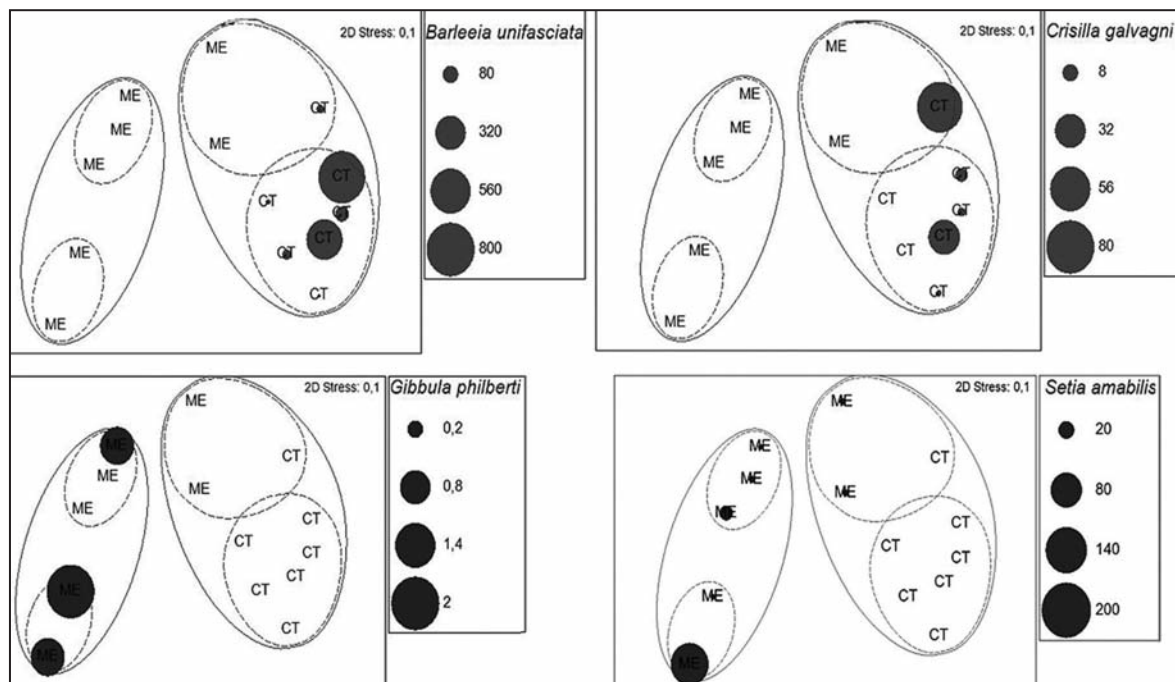 2D Stress: 0,1
Barleeia unifasciata
80
320
560
800
ME
ME
ME
ME
ME
ME
ME
CT
CT
CT
CT
CT
CT
CT
2D Stress: 0,1
Crisilla galvagni
8
32
56
80
ME
ME
ME
ME
ME
ME
ME
CT
CT
CT
CT
CT
CT
CT
2D Stress: 0,1
Gibbula philberti
0,2
0,8
1,4
2
ME
ME
ME
ME
ME
ME
ME
CT
CT
CT
CT
CT
CT
CT
2D Stress: 0,1
Setia amabilis
20
80
140
200
ME
ME
ME
ME
ME
ME
ME
CT
CT
CT
CT
CT
CT
CT